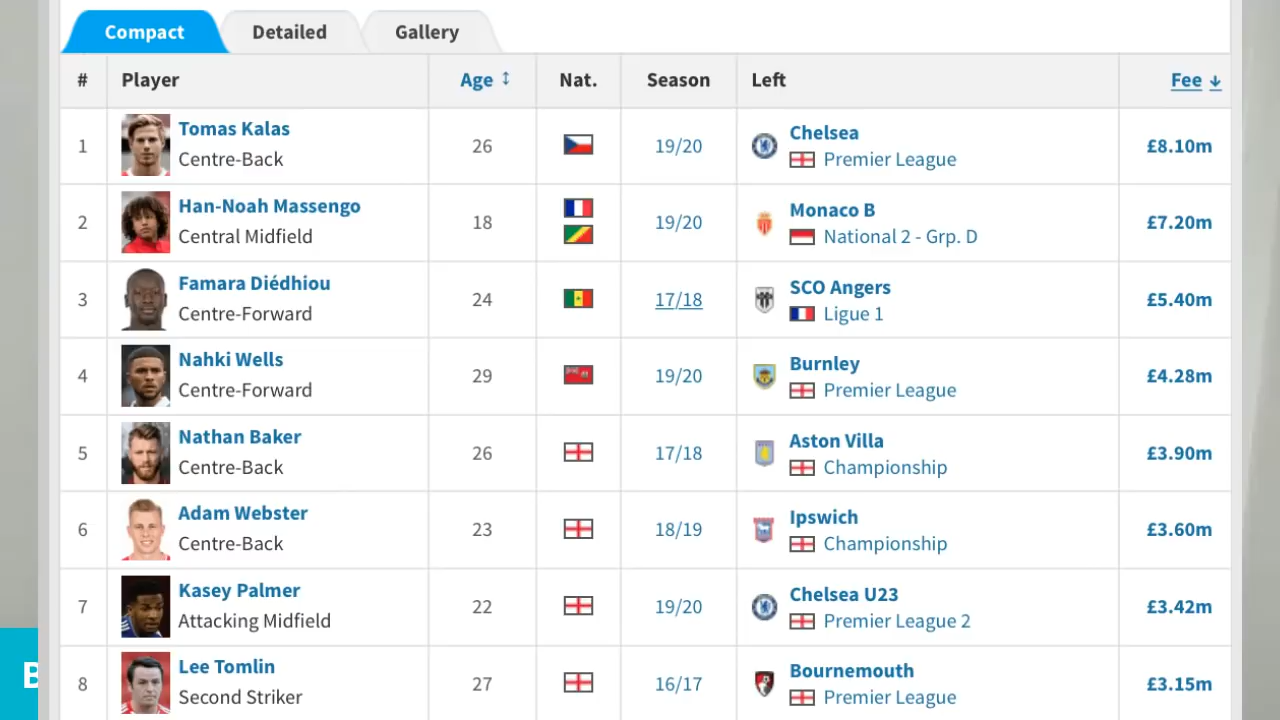 Compact Detailed Gallery
# Player Age Nat. Season Left Fee
1 Tomas Kalas 26 19/20 Chelsea £8.10m
Centre-Back Premier League
2 Han-Noah Massengo 18 19/20 Monaco B £7.20m
Central Midfield National 2 - Grp. D
3 Famara Diédhiou 24 17/18 SCO Angers £5.40m
Centre-Forward Ligue 1
4 Nahki Wells 29 19/20 Burnley £4.28m
Centre-Forward Premier League
5 Nathan Baker 26 17/18 Aston Villa £3.90m
Centre-Back Championship
6 Adam Webster 23 18/19 Ipswich £3.60m
Centre-Back Championship
7 Kasey Palmer 22 19/20 Chelsea U23 £3.42m
Attacking Midfield Premier League 2
8 Lee Tomlin 27 16/17 Bournemouth £3.15m
Second Striker Premier League